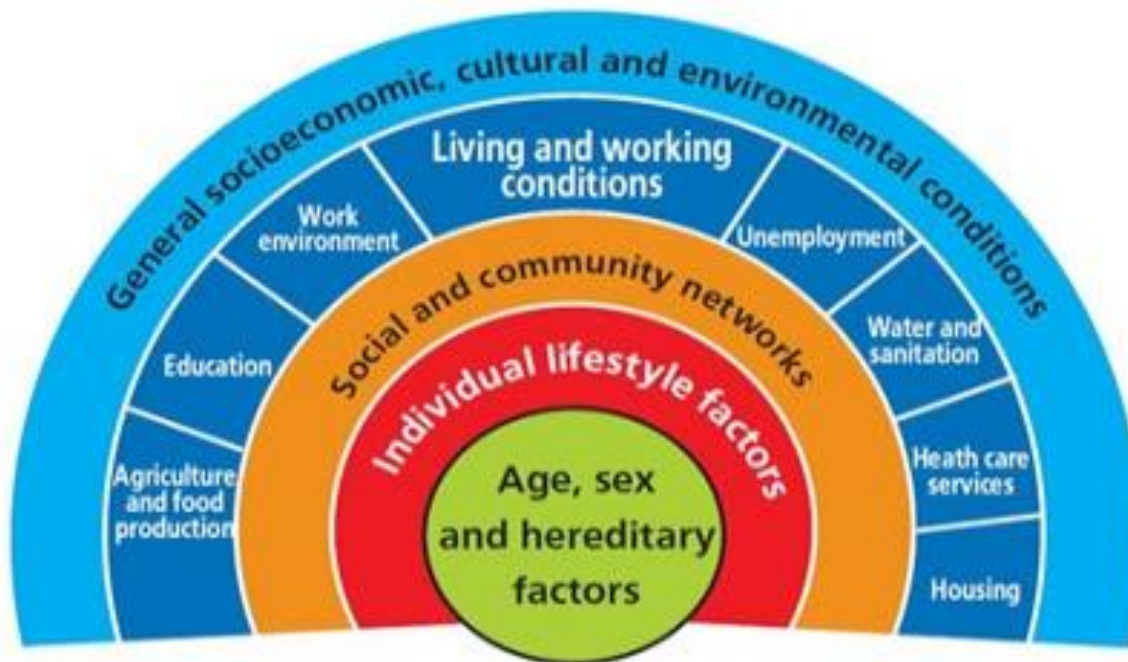 General socioeconomic, cultural and environmental conditions
Living and working
conditions
Work
environment
Unemployment
Education
Water and
sanitation
Agriculture
and food
production
Heath care
services
Housing
Social and community networks
Individual lifestyle factors
Age, sex
and hereditary
factors